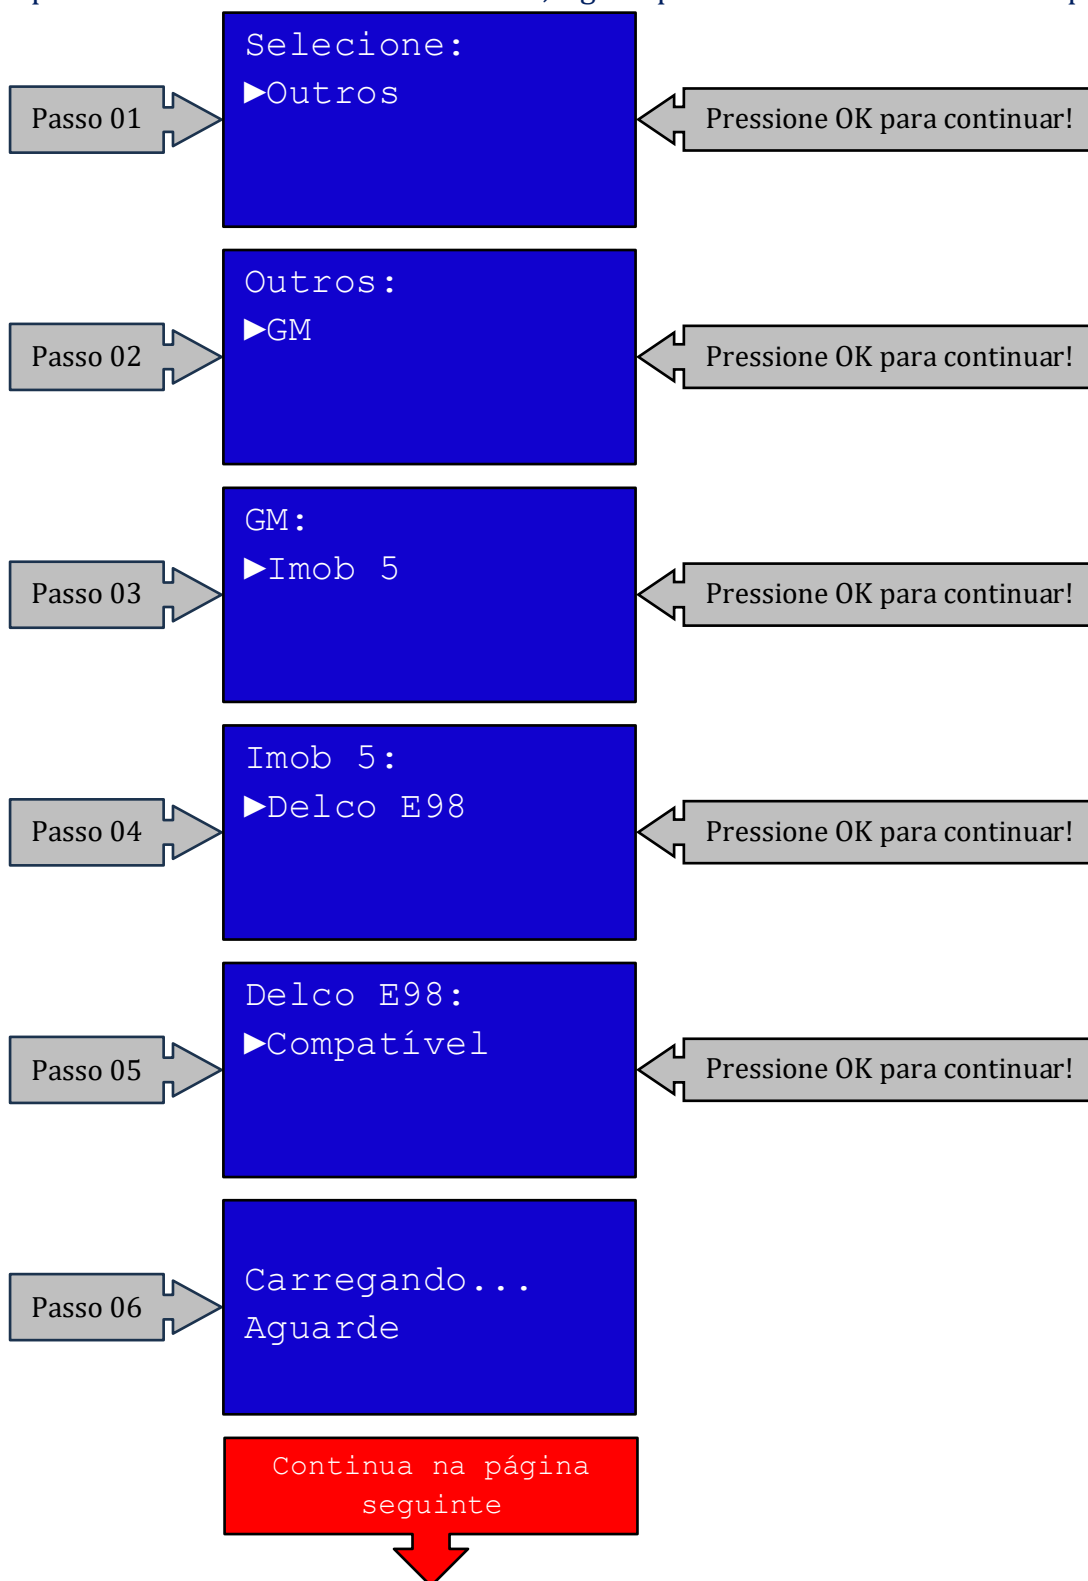 Selecione:
►Outros
Passo 01
Pressione OK para continuar!
Outros:
►GM
Passo 02
Pressione OK para continuar!
GM:
►Imob 5
Passo 03
Pressione OK para continuar!
Imob 5:
►Delco E98
Passo 04
Pressione OK para continuar!
Delco E98:
►Compatível
Passo 05
Pressione OK para continuar!
Carregando...
Aguarde
Passo 06
Continua na página
seguinte